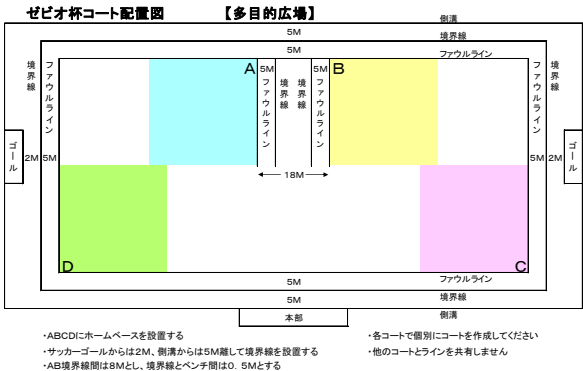 ゼビオ杯コート配置図　　【多目的広場】
側溝
5M
境界線
5M
ファウルライン
境界線
ファウルライン
A
5M
ファウルライン
境界線
境界線
5M
ファウルライン
B
ファウルライン
境界線
ゴール
2M
5M
5M
2M
ゴール
18M
D
C
5M
ファウルライン
境界線
5M
側溝
本部
・ABCDにホームベースを設置する
・サッカーゴールからは2M、側溝からは5M離して境界線を設置する
・AB境界線間は8Mとし、境界線とベンチ間は0.5Mとする
・各コートで個別にコートを作成してください
・他のコートとラインを共有しません